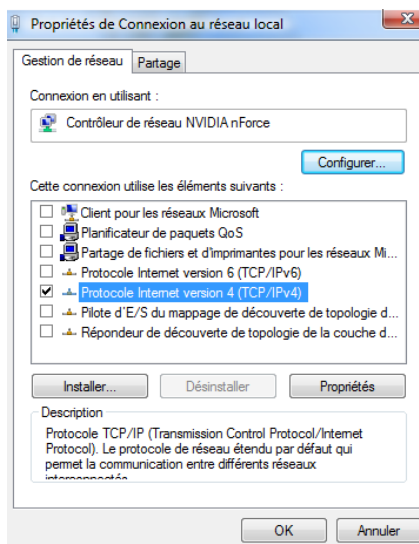 Propriétés de Connexion au réseau local
Gestion de réseau
Partage
Connexion en utilisant :
Contrôleur de réseau NVIDIA nForce
Configurer...
Cette connexion utilise les éléments suivants :
Client pour les réseaux Microsoft
Planificateur de paquets QoS
Partage de fichiers et d'imprimantes pour les réseaux Mi...
Protocole Internet version 6 (TCP/IPv6)
Protocole Internet version 4 (TCP/IPv4)
Pilote d'E/S du mappage de découverte de topologie d...
Répondeur de découverte de topologie de la couche d...
Installer...
Désinstaller
Propriétés
Description
Protocole TCP/IP (Transmission Control Protocol/Internet
Protocol). Le protocole de réseau étendu par défaut qui
permet la communication entre différents réseaux
interconnectés
OK
Annuler